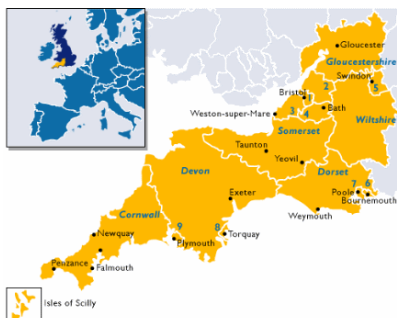 Gloucester
Gloucestershire
Swindon
2
5
Bristol
1
Bath
3
4
Weston-super-Mare
Wiltshire
Somerset
Taunton
Yeovil
Devon
Dorset
Exeter
7
6
Poole
Bournemouth
Weymouth
Cornwall
9
8
Torquay
Newquay
Plymouth
Penzance
Falmouth
Isles of Scilly